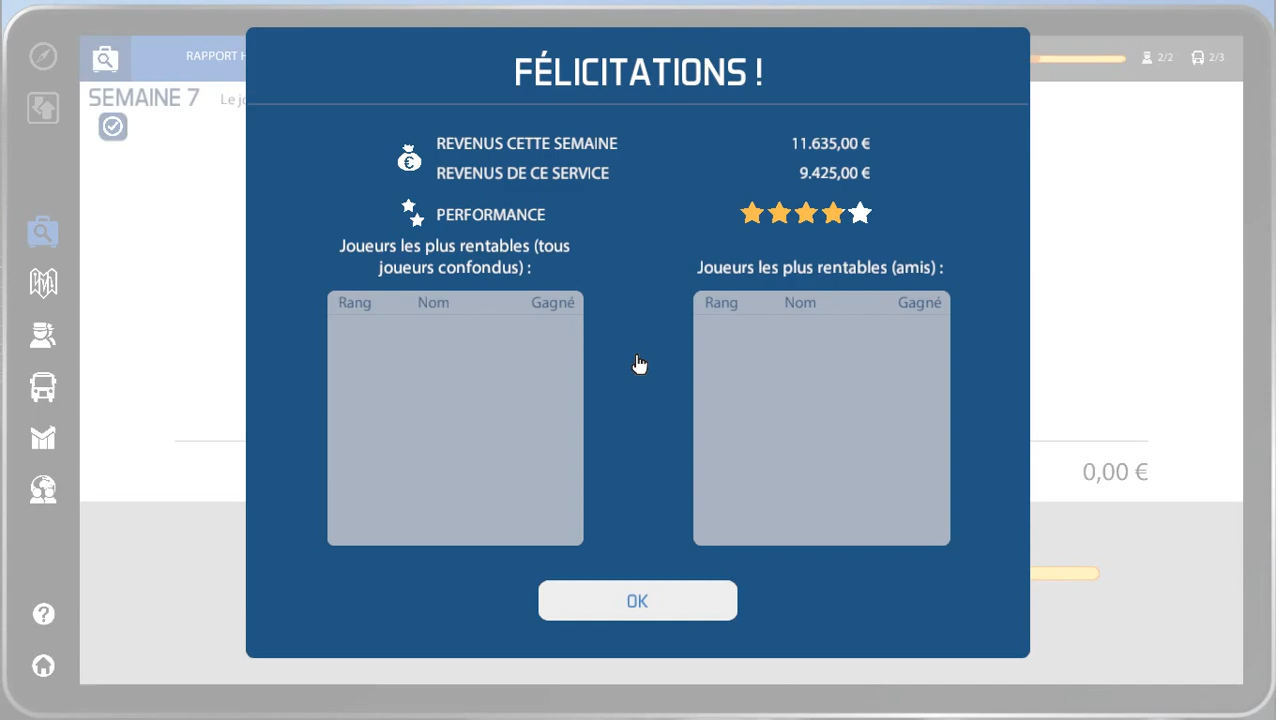 RAPPORT H
2/2
2/3
SEMAINE 7
Le jo
FÉLICITATIONS !
REVENUS CETTE SEMAINE 11.635,00 €
REVENUS DE CE SERVICE 9.425,00 €
PERFORMANCE
Joueurs les plus rentables (tous
joueurs confondus) :
Rang Nom Gagné
Joueurs les plus rentables (amis) :
Rang Nom Gagné
0,00 €
OK